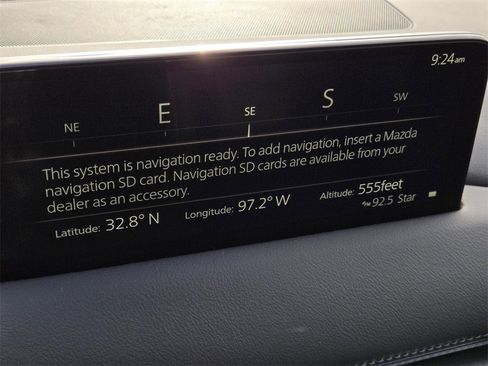 9:24am
NE E SE S SW
This system is navigation ready. To add navigation, insert a Mazda
navigation SD card. Navigation SD cards are available from your
dealer as an accessory.
Latitude: 32.8° N Longitude: 97.2° W Altitude: 555feet
FM 92.5 Star